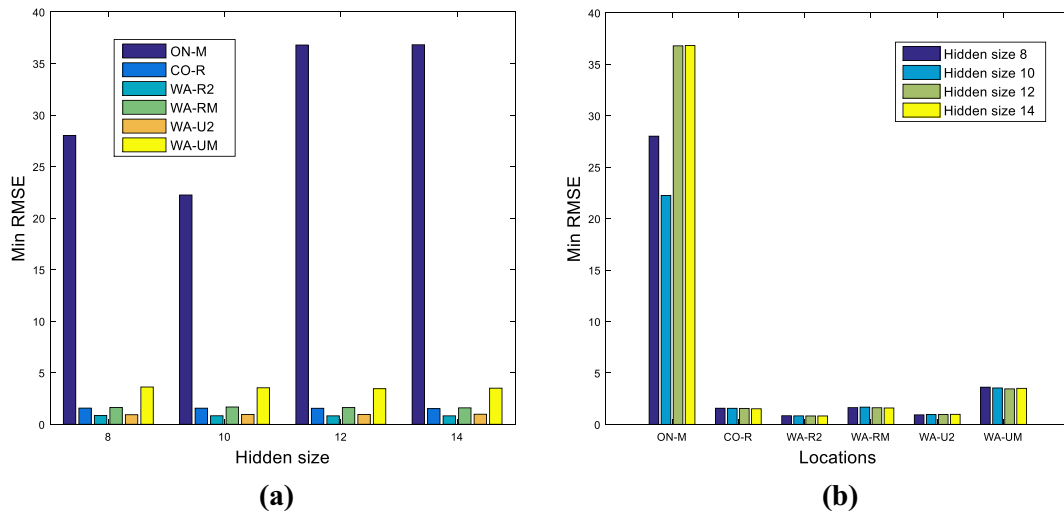 40
35
30
25
20
15
10
5
0
Min RMSE
ON-M
CO-R
WA-R2
WA-RM
WA-U2
WA-UM
8 10 12 14
Hidden size
(a)
40
35
30
25
20
15
10
5
0
Min RMSE
Hidden size 8
Hidden size 10
Hidden size 12
Hidden size 14
ON-M CO-R WA-R2 WA-RM WA-U2 WA-UM
Locations
(b)